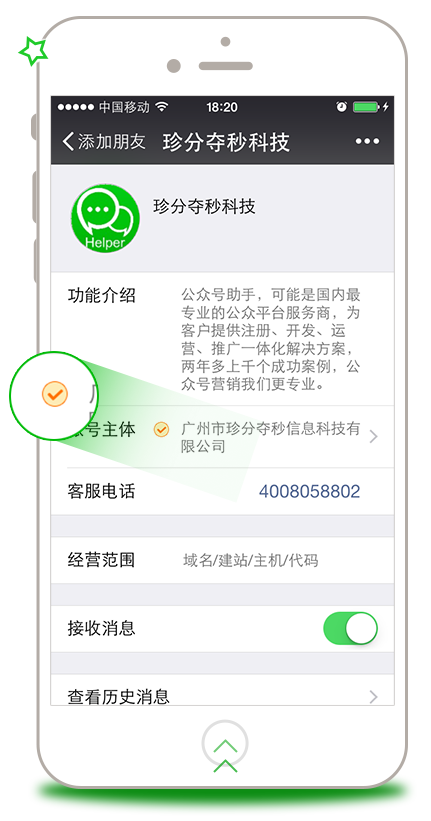 中国移动 18:20
添加朋友 珍分夺秒科技
Helper
珍分夺秒科技
功能介绍 公众号助手，可能是国内最
专业的公众平台服务商，为
客户提供注册、开发、运
营、推广一体化解决方案，
两年多上千个成功案例，公
众号营销我们更专业。
账号主体 广州市珍分夺秒信息科技有
限公司
客服电话 4008058802
经营范围 域名/建站/主机/代码
接收消息
查看历史消息